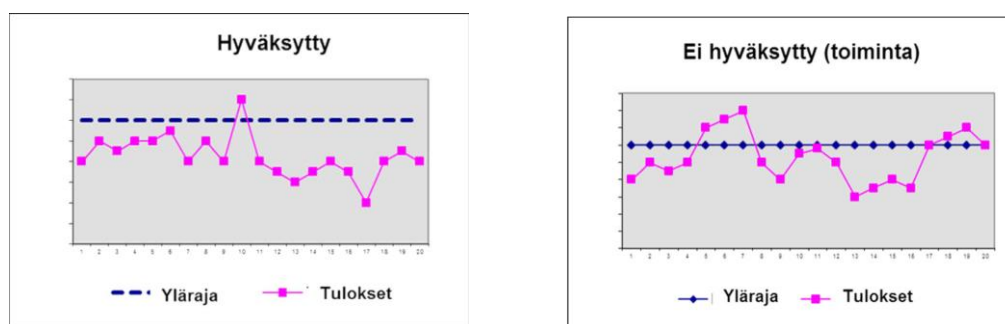 Hyväksytty
1 2 3 4 5 6 7 8 9 10 11 12 13 14 15 16 17 18 19 20
Yläraja Tulokset
Ei hyväksytty (toiminta)
1 2 3 4 5 6 7 8 9 10 11 12 13 14 15 16 17 18 19 20
Yläraja Tulokset